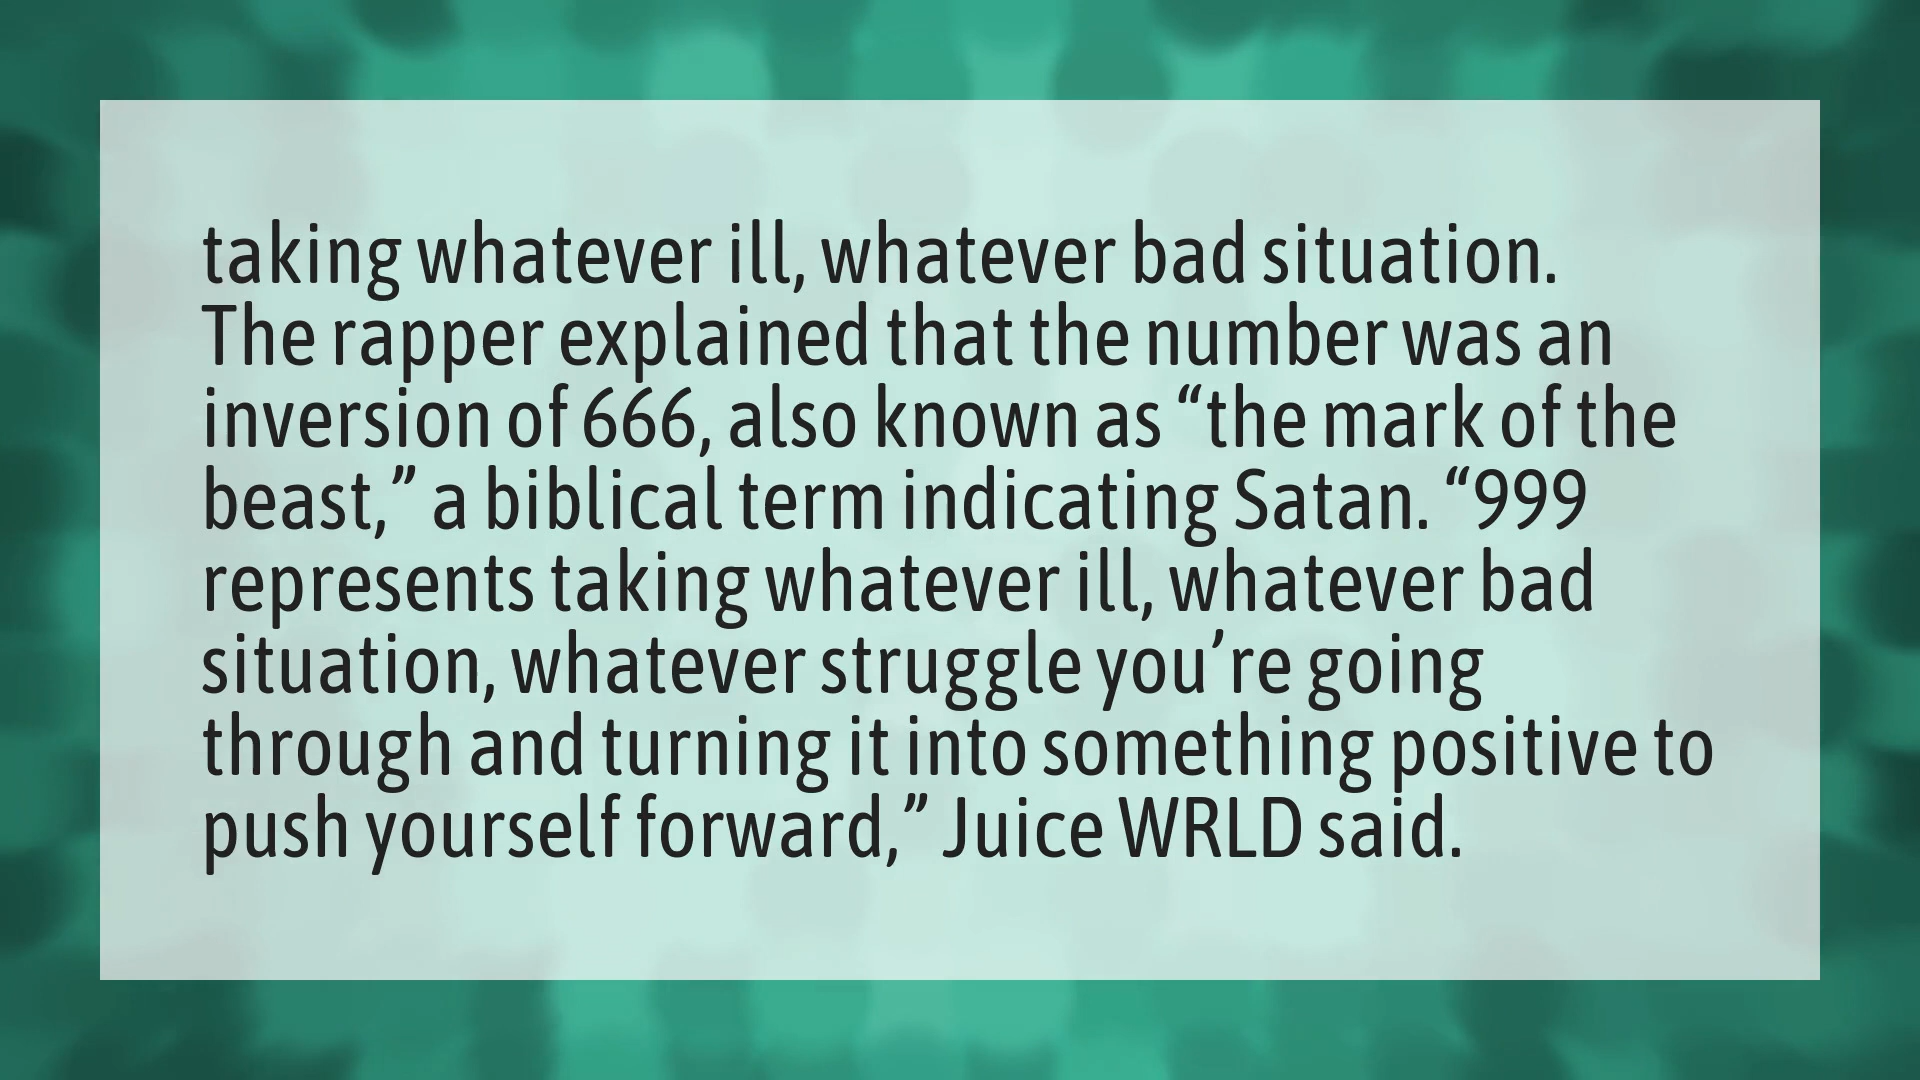 taking whatever ill, whatever bad situation.
The rapper explained that the number was an
inversion of 666, also known as “the mark of the
beast,” a biblical term indicating Satan. “999
represents taking whatever ill, whatever bad
situation, whatever struggle you’re going
through and turning it into something positive to
push yourself forward,” Juice WRLD said.